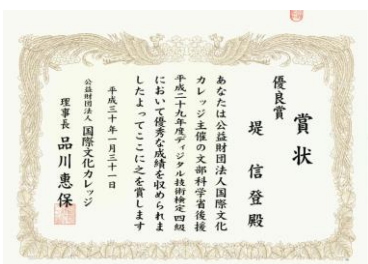 賞状
優良賞
堤 信登 殿
あなたは公益財団法人国際文化
カレッジ主催の文部科学省後援
平成二十九年度ディジタル技術検定四級
において優秀な成績を収められま
したよってここに之を賞します
平成三十年一月三十一日
公益財団法人 国際文化カレッジ
理事長 品川惠保